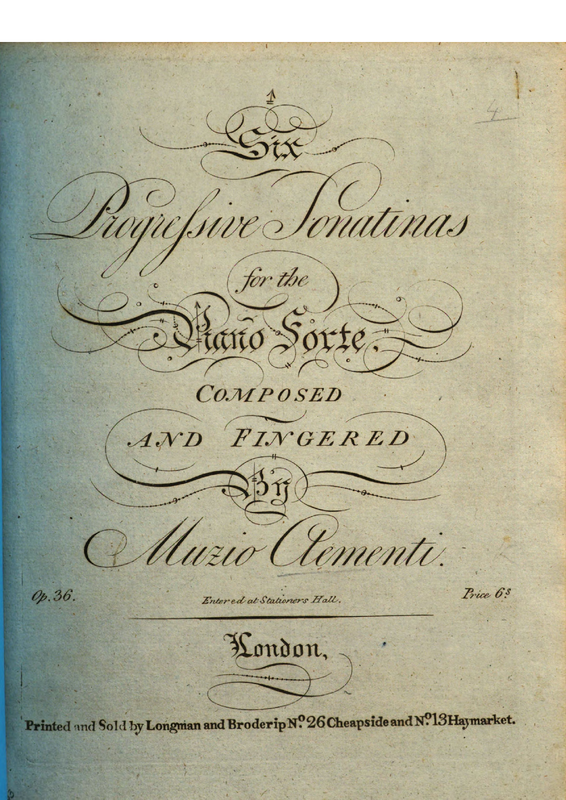 4
Six
Progreſsive Sonatinas
for the
Piano Forte.
COMPOSED
AND FINGERED
By
Muzio Clementi.
Op. 36. Entered at Stationers Hall. Price 6s
London,
Printed and Sold by Longman and Broderip No. 26 Cheapside and No. 13 Haymarket.